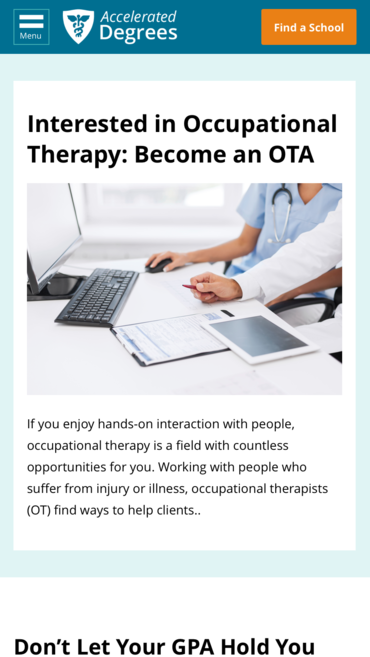 Menu
Accelerated
Degrees
Find a School
Interested in Occupational
Therapy: Become an OTA
If you enjoy hands-on interaction with people,
occupational therapy is a field with countless
opportunities for you. Working with people who
suffer from injury or illness, occupational therapists
(OT) find ways to help clients..
Don’t Let Your GPA Hold You